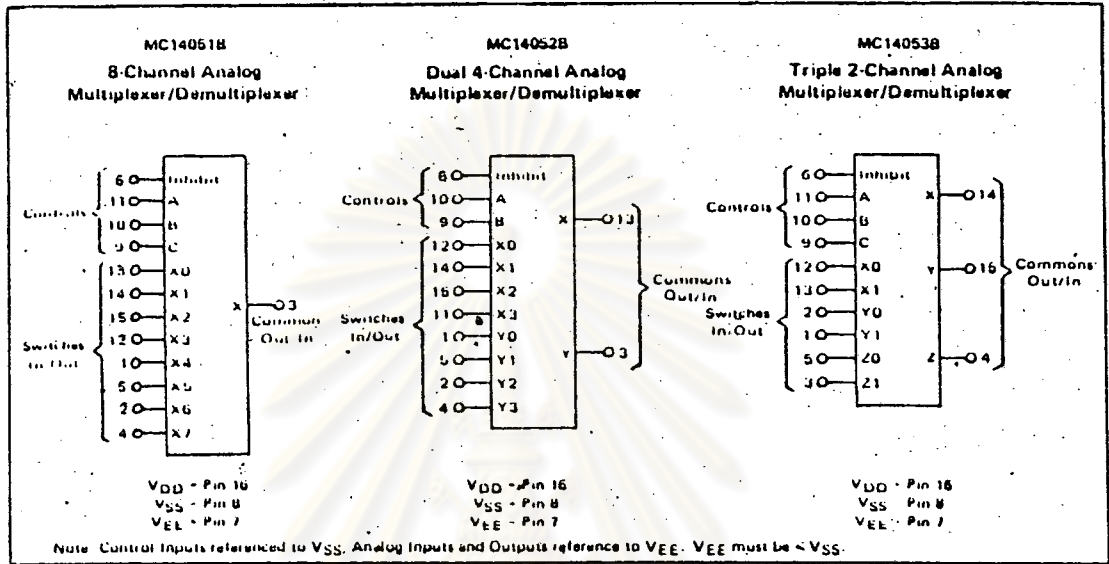 MC14051B
8-Channel Analog
Multiplexer/Demultiplexer
Controls
6 Inhibit
11 A
10 B
9 C
Switches
In/Out
13 X0
14 X1
15 X2
12 X3
1 X4
5 X5
2 X6
4 X7
X 3
Common
Out/In
VDD - Pin 16
VSS - Pin 8
VEE - Pin 7
MC14052B
Dual 4-Channel Analog
Multiplexer/Demultiplexer
Controls
6 Inhibit
10 A
9 B
Switches
In/Out
12 X0
14 X1
15 X2
11 X3
1 Y0
5 Y1
2 Y2
4 Y3
X 13
Y 3
Commons
Out/In
VDD - Pin 16
VSS - Pin 8
VEE - Pin 7
MC14053B
Triple 2-Channel Analog
Multiplexer/Demultiplexer
Controls
6 Inhibit
11 A
10 B
9 C
Switches
In/Out
12 X0
13 X1
2 Y0
1 Y1
5 Z0
3 Z1
X 14
Y 15
Z 4
Commons
Out/In
VDD - Pin 16
VSS Pin 8
VEE - Pin 7
Note: Control Inputs referenced to VSS, Analog Inputs and Outputs reference to VEE. VEE must be < VSS.